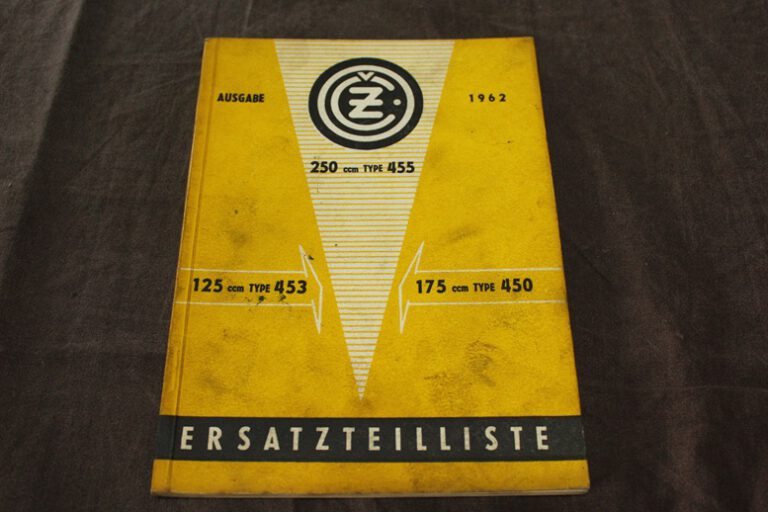 AUSGABE
1962
ČZ
250 ccm TYPE 455
125 ccm TYPE 453
175 ccm TYPE 450
ERSATZTEILLISTE